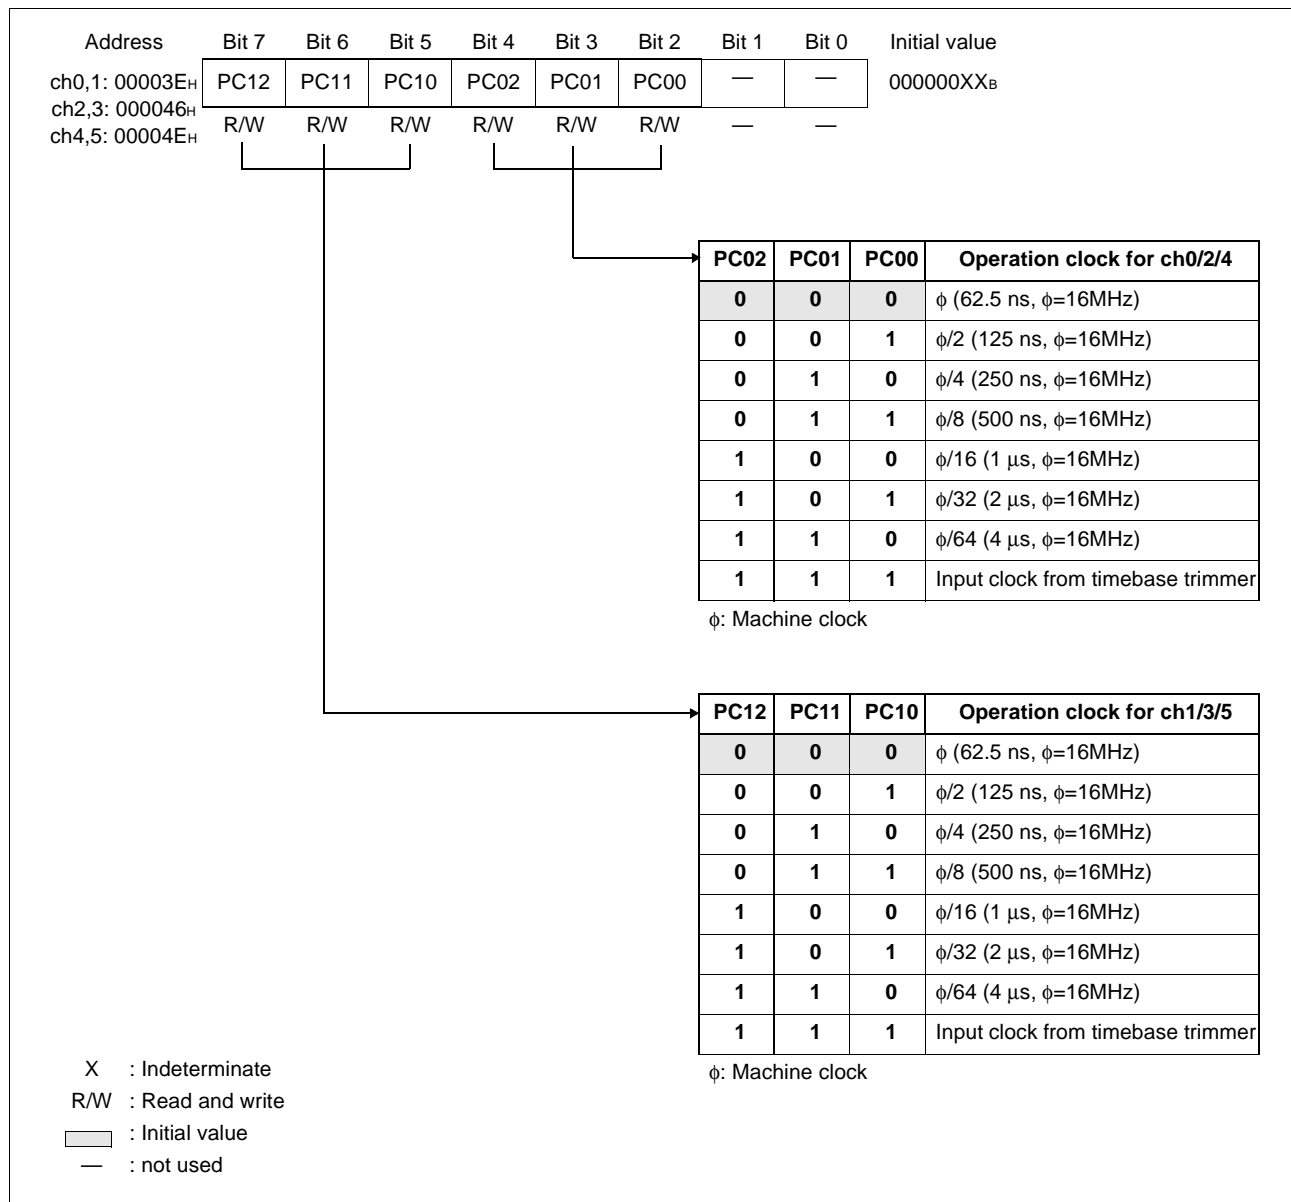 Address Bit 7 Bit 6 Bit 5 Bit 4 Bit 3 Bit 2 Bit 1 Bit 0 Initial value
ch0,1: 00003EH PC12 PC11 PC10 PC02 PC01 PC00 — — 000000XXB
ch2,3: 000046H
ch4,5: 00004EH R/W R/W R/W R/W R/W R/W — —
PC02 PC01 PC00 Operation clock for ch0/2/4
0 0 0 ϕ (62.5 ns, ϕ=16MHz)
0 0 1 ϕ/2 (125 ns, ϕ=16MHz)
0 1 0 ϕ/4 (250 ns, ϕ=16MHz)
0 1 1 ϕ/8 (500 ns, ϕ=16MHz)
1 0 0 ϕ/16 (1 μs, ϕ=16MHz)
1 0 1 ϕ/32 (2 μs, ϕ=16MHz)
1 1 0 ϕ/64 (4 μs, ϕ=16MHz)
1 1 1 Input clock from timebase trimmer
ϕ: Machine clock
PC12 PC11 PC10 Operation clock for ch1/3/5
0 0 0 ϕ (62.5 ns, ϕ=16MHz)
0 0 1 ϕ/2 (125 ns, ϕ=16MHz)
0 1 0 ϕ/4 (250 ns, ϕ=16MHz)
0 1 1 ϕ/8 (500 ns, ϕ=16MHz)
1 0 0 ϕ/16 (1 μs, ϕ=16MHz)
1 0 1 ϕ/32 (2 μs, ϕ=16MHz)
1 1 0 ϕ/64 (4 μs, ϕ=16MHz)
1 1 1 Input clock from timebase trimmer
ϕ: Machine clock
X : Indeterminate
R/W : Read and write
: Initial value
— : not used